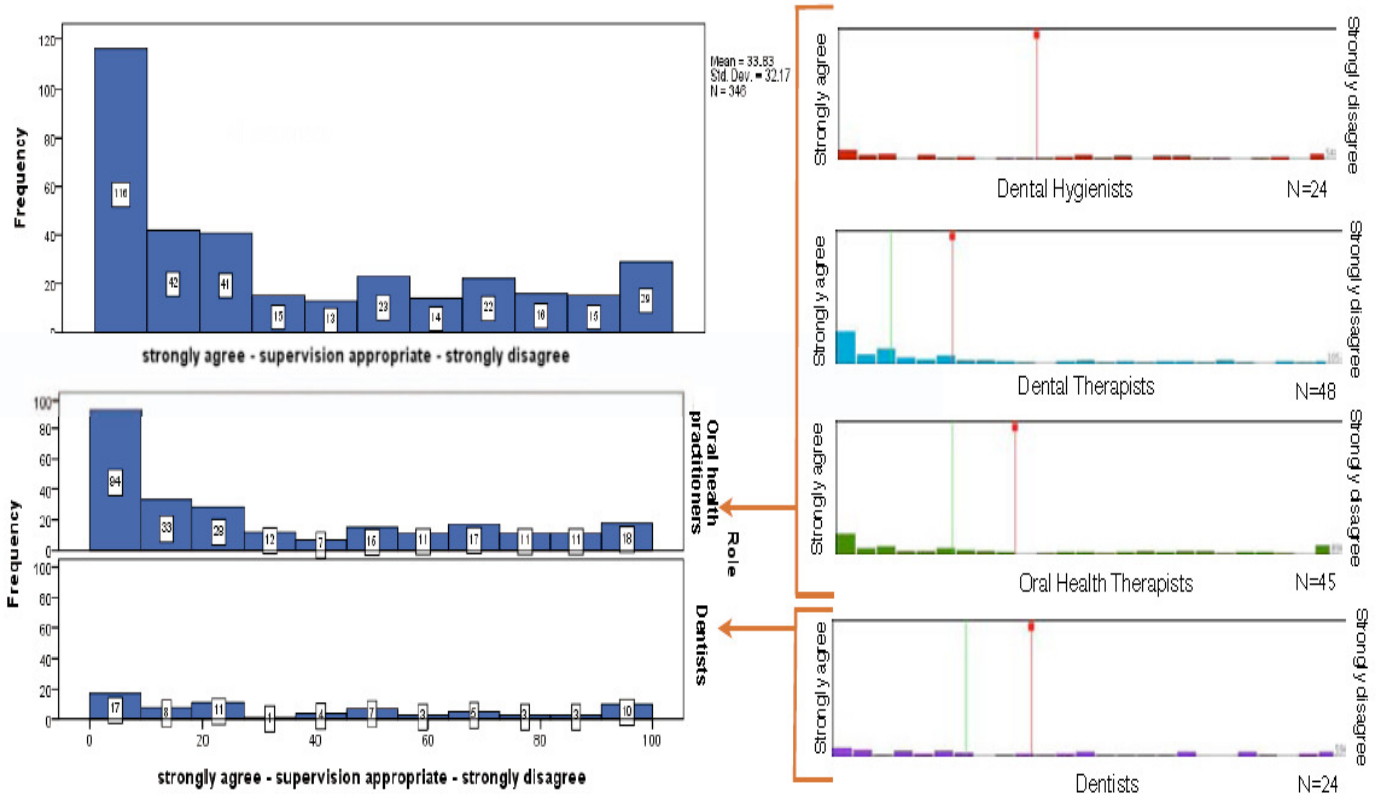 120
100
80
60
40
20
0
Frequency
116
42
41
15
13
23
14
22
16
15
29
Mean = 33.83
Std. Dev. = 32.17
N = 346
strongly agree - supervision appropriate - strongly disagree
100
80
60
40
20
0
94
33
28
12
7
15
11
17
11
11
18
Oral health
practitioners
Frequency
Role
100
80
60
40
20
0
17
8
11
1
4
7
3
5
3
3
10
Dentists
0
20
40
60
80
100
strongly agree - supervision appropriate - strongly disagree
Strongly agree
Strongly disagree
Dental Hygienists
N=24
Strongly agree
Strongly disagree
Dental Therapists
N=48
Strongly agree
Strongly disagree
Oral Health Therapists
N=45
Strongly agree
Strongly disagree
Dentists
N=24